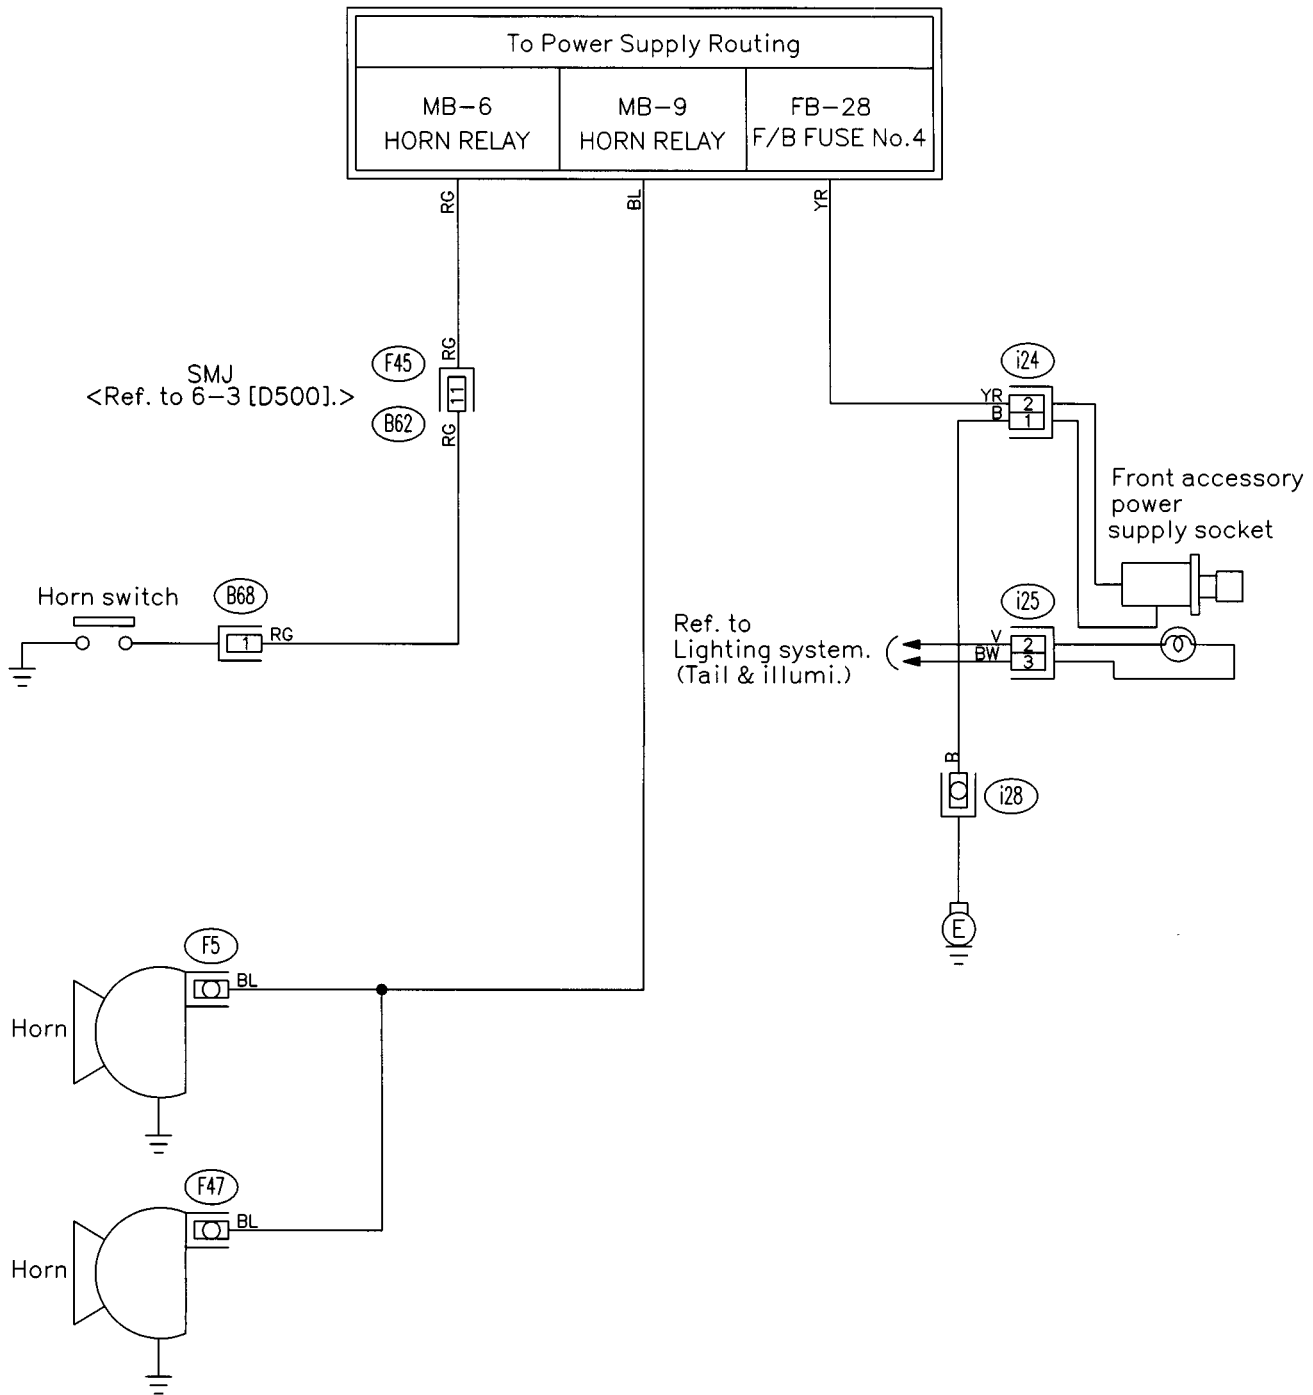 To Power Supply Routing
MB-6
HORN RELAY
MB-9
HORN RELAY
FB-28
F/B FUSE No.4
RG
BL
YR
RG
F45
SMJ
<Ref. to 6-3 [D500].>
11
B62
RG
i24
YR
2
B
1
Front accessory
power
supply socket
Horn switch
B68
1
RG
i25
Ref. to
Lighting system.
(Tail & illumi.)
V
2
BW
3
B
i28
E
F5
BL
Horn
F47
BL
Horn